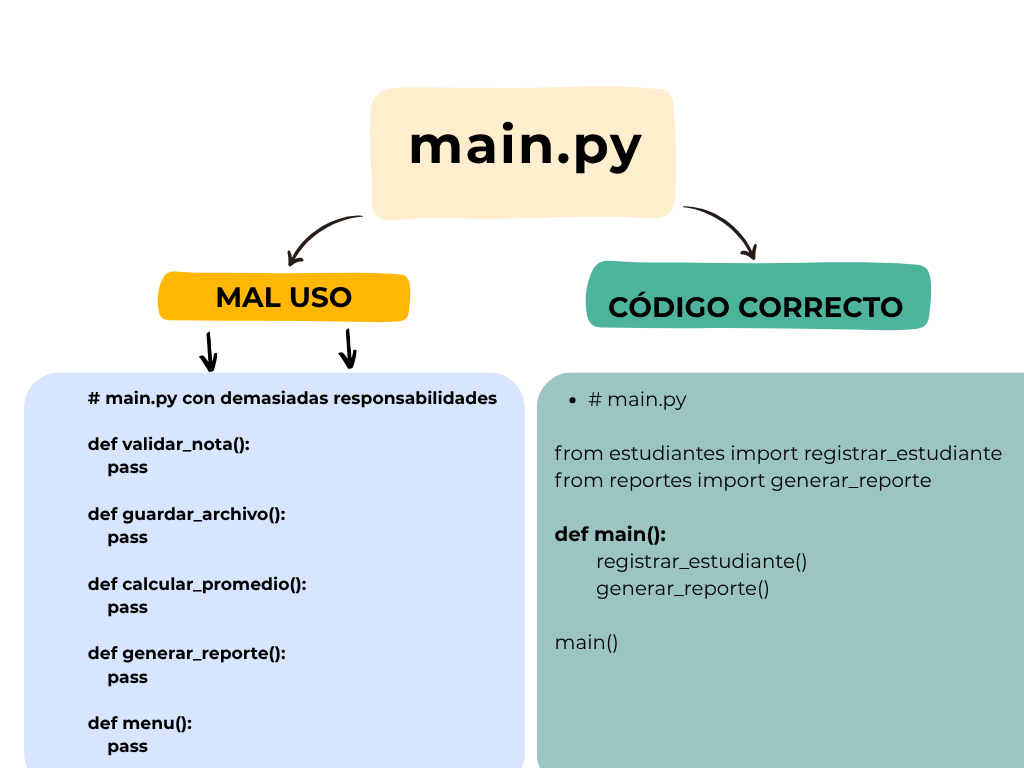 main.py
MAL USO
CÓDIGO CORRECTO
# main.py con demasiadas responsabilidades
def validar_nota():
    pass
def guardar_archivo():
    pass
def calcular_promedio():
    pass
def generar_reporte():
    pass
def menu():
    pass
• # main.py
from estudiantes import registrar_estudiante
from reportes import generar_reporte
def main():
    registrar_estudiante()
    generar_reporte()
main()